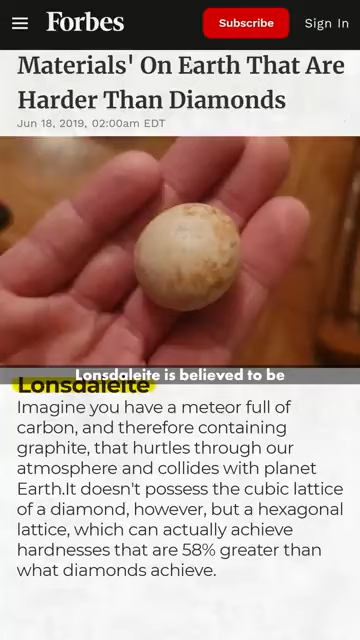 Forbes
Subscribe
Sign In
Materials' On Earth That Are
Harder Than Diamonds
Jun 18, 2019, 02:00am EDT
Lonsdaleite is believed to be
Lonsdaleite
Imagine you have a meteor full of
carbon, and therefore containing
graphite, that hurtles through our
atmosphere and collides with planet
Earth.It doesn't possess the cubic lattice
of a diamond, however, but a hexagonal
lattice, which can actually achieve
hardnesses that are 58% greater than
what diamonds achieve.